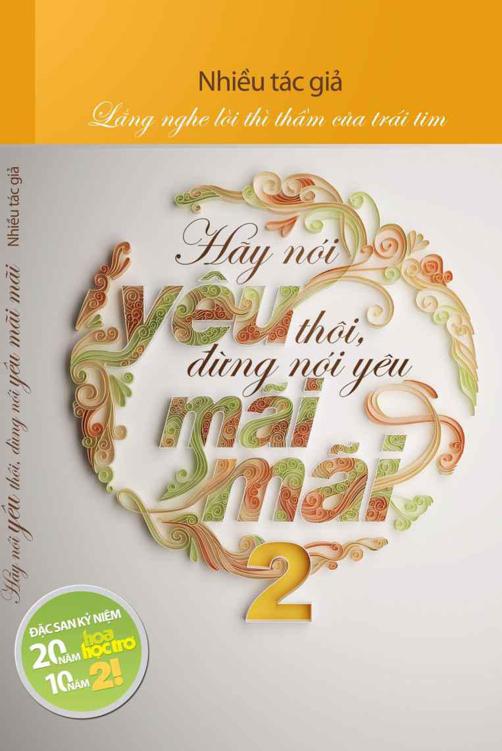 Nhiều tác giả
Lắng nghe lời thì thầm của trái tim
Hãy nói
yêu
thôi,
đừng nói yêu
mãi
mãi
2
Hãy nói yêu thôi, đừng nói yêu mãi mãi
Nhiều tác giả
ĐẶC SAN KỶ NIỆM
20 NĂM hoa học trò
10 NĂM 2!